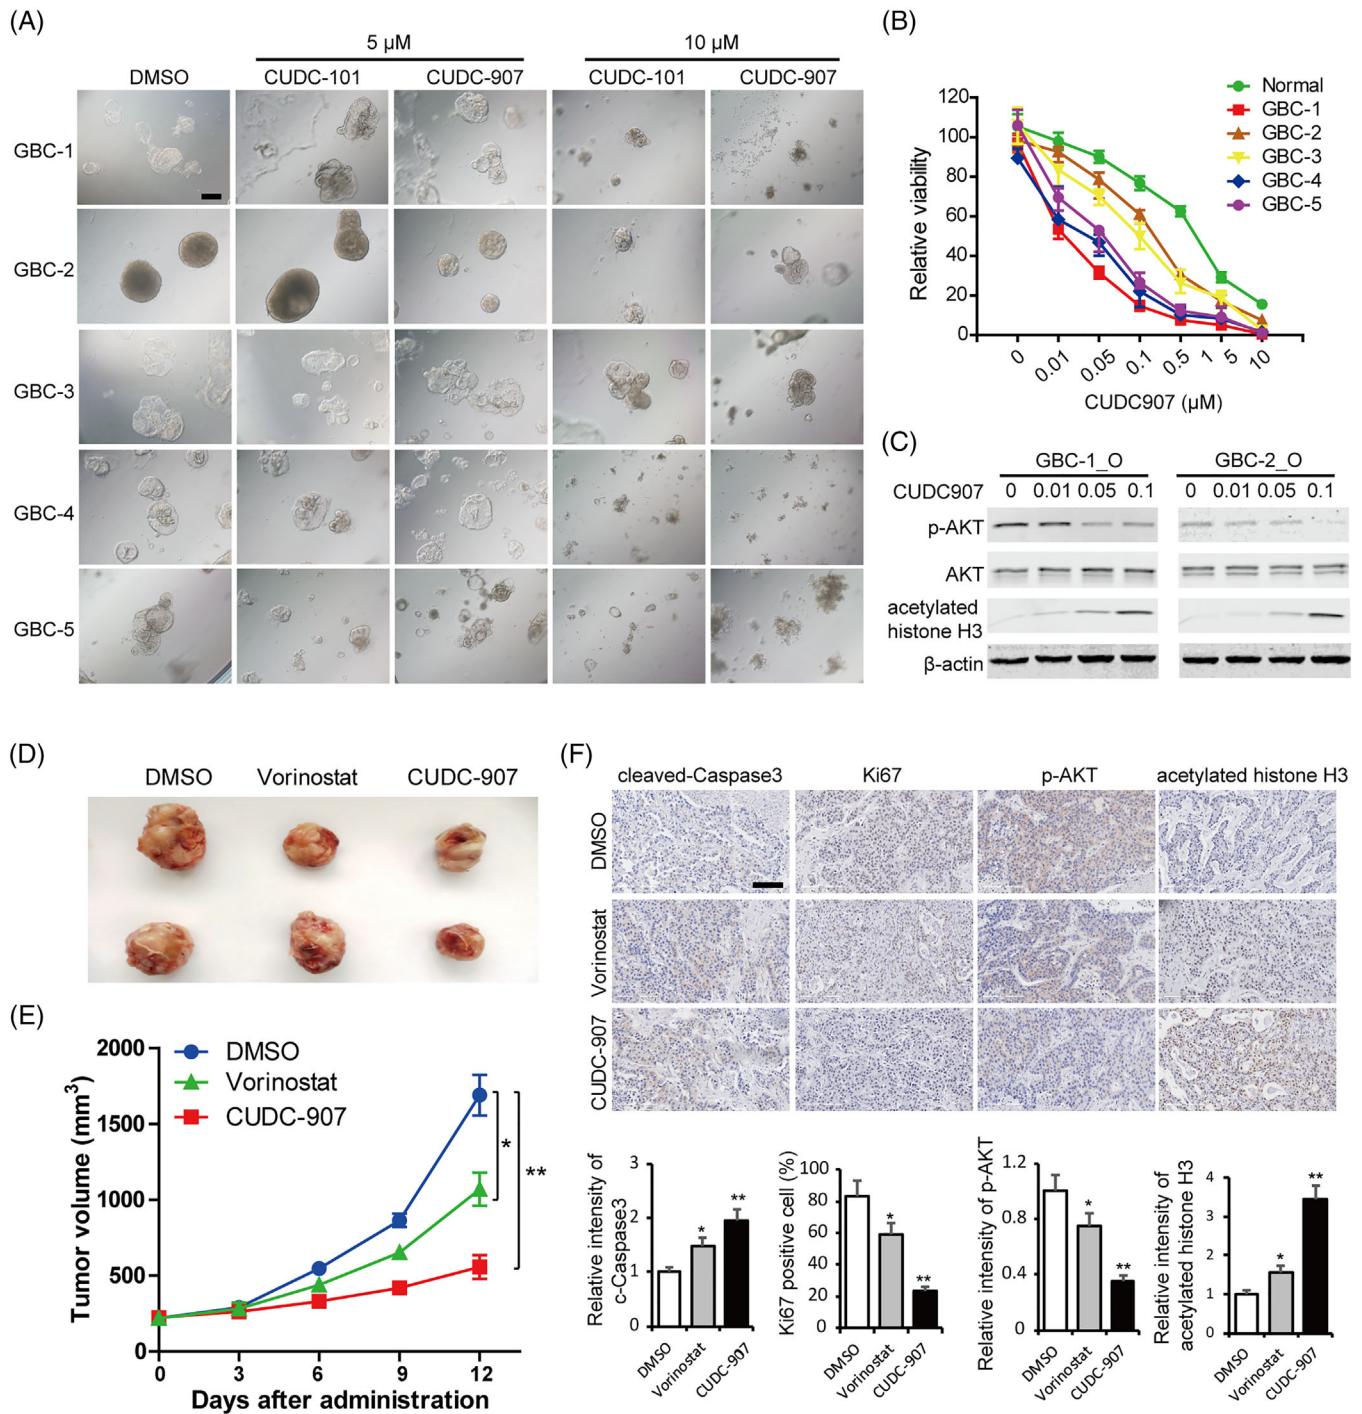 (A)
5 µM
10 µM
DMSO
CUDC-101
CUDC-907
CUDC-101
CUDC-907
GBC-1
GBC-2
GBC-3
GBC-4
GBC-5
(B)
Relative viability
120
100
80
60
40
20
0
0
0.01
0.05
0.1
0.5
1
5
10
CUDC907 (µM)
Normal
GBC-1
GBC-2
GBC-3
GBC-4
GBC-5
(C)
GBC-1_O
GBC-2_O
CUDC907
0 0.01 0.05 0.1
0 0.01 0.05 0.1
p-AKT
AKT
acetylated
histone H3
β-actin
(D)
DMSO
Vorinostat
CUDC-907
(E)
Tumor volume (mm³)
2000
1500
1000
500
0
0
3
6
9
12
Days after administration
DMSO
Vorinostat
CUDC-907
*
**
(F)
cleaved-Caspase3
Ki67
p-AKT
acetylated histone H3
DMSO
Vorinostat
CUDC-907
Relative intensity of
c-Caspase3
3
2
1
0
*
**
DMSO
Vorinostat
CUDC-907
Ki67 positive cell (%)
100
80
60
40
20
0
*
**
DMSO
Vorinostat
CUDC-907
Relative intensity of p-AKT
1.2
0.8
0.4
0
*
**
DMSO
Vorinostat
CUDC-907
Relative intensity of
acetylated histone H3
4
3
2
1
0
*
**
DMSO
Vorinostat
CUDC-907